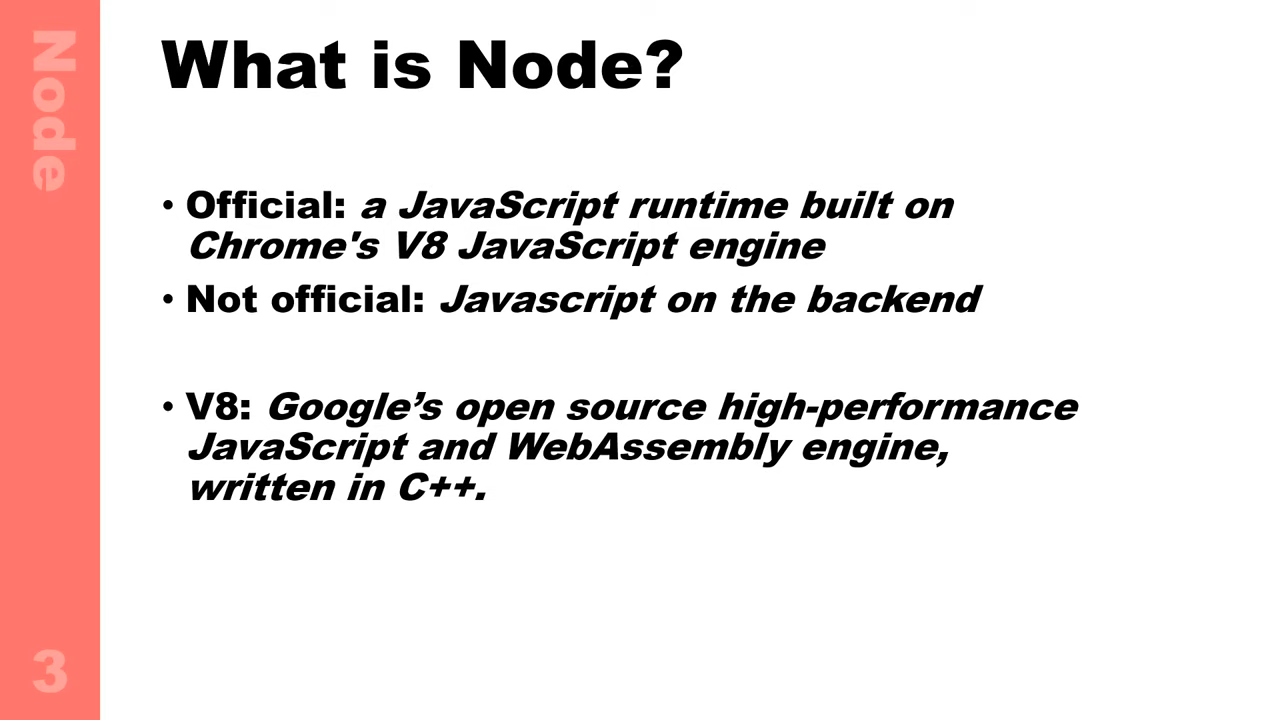 Node
What is Node?
• Official: a JavaScript runtime built on
Chrome's V8 JavaScript engine
• Not official: Javascript on the backend
• V8: Google’s open source high-performance
JavaScript and WebAssembly engine,
written in C++.
3